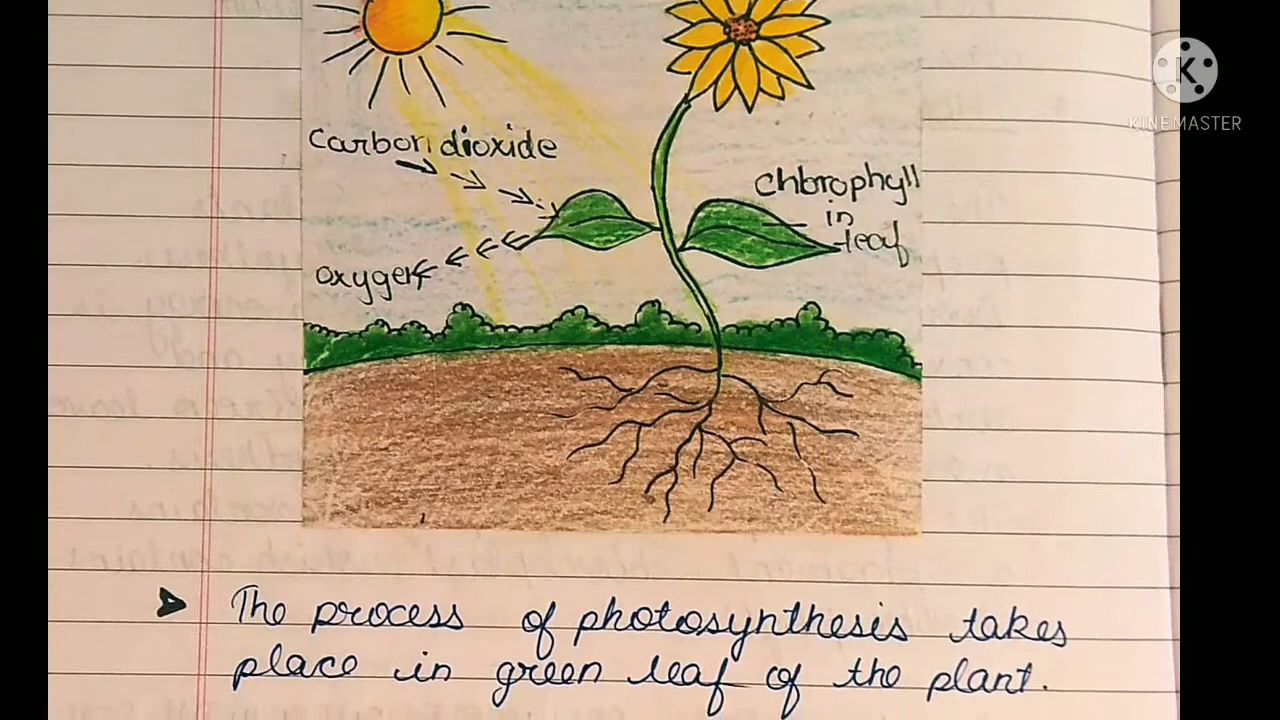 carbon dioxide
chlorophyll
in
leaf
oxygen
K
KINEMASTER
The process of photosynthesis takes
place in green leaf of the plant.